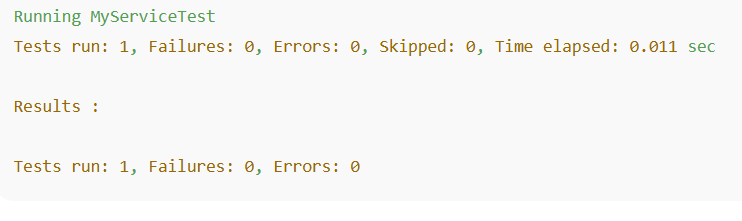 Running MyServiceTest
Tests run: 1, Failures: 0, Errors: 0, Skipped: 0, Time elapsed: 0.011 sec
Results :
Tests run: 1, Failures: 0, Errors: 0